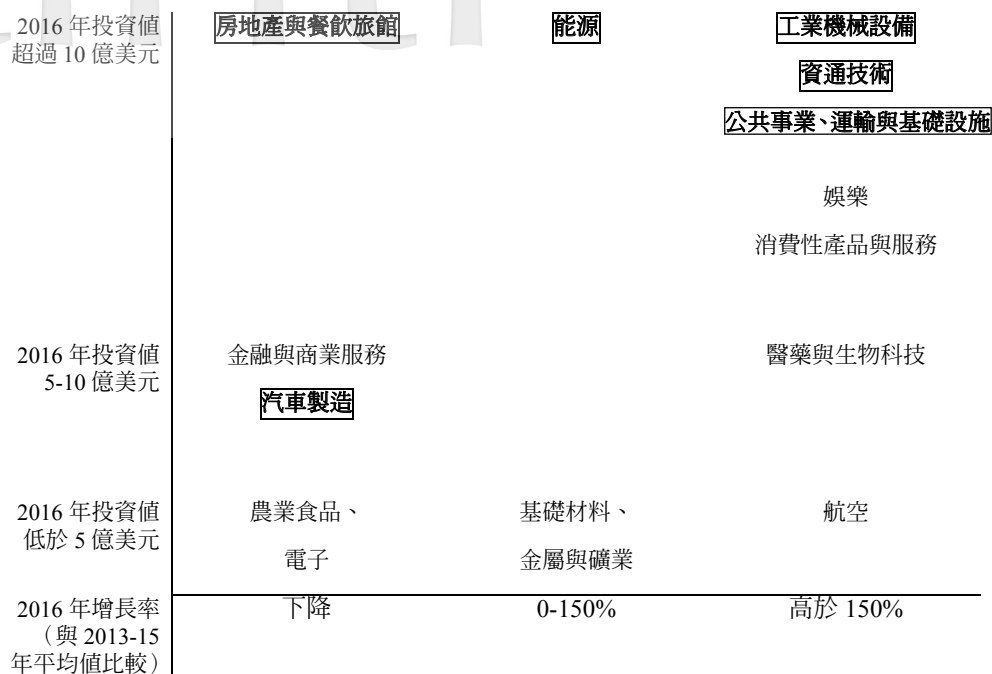 2016 年投資值
超過 10 億美元
房地產與餐飲旅館
能源
工業機械設備
資通技術
公共事業、運輸與基礎設施
娛樂
消費性產品與服務
2016 年投資值
5-10 億美元
金融與商業服務
汽車製造
醫藥與生物科技
2016 年投資值
低於 5 億美元
農業食品、
電子
基礎材料、
金屬與礦業
航空
2016 年增長率
（與 2013-15
年平均值比較）
下降
0-150%
高於 150%